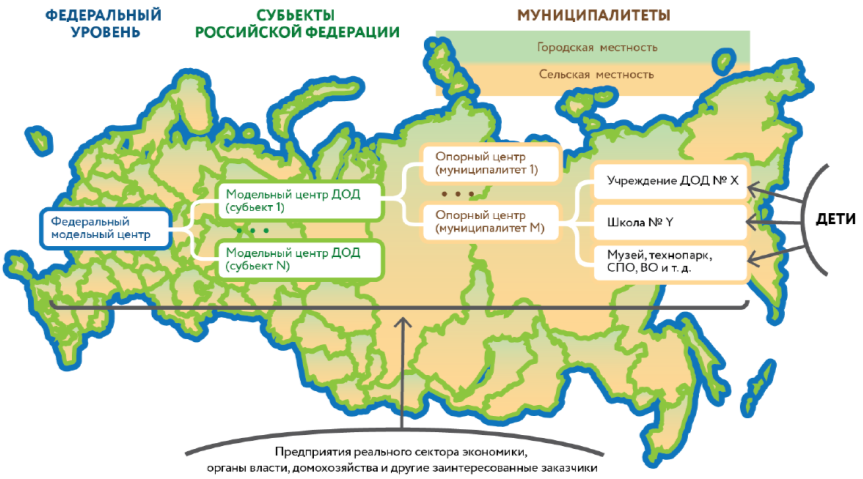 ФЕДЕРАЛЬНЫЙ
УРОВЕНЬ
СУБЪЕКТЫ
РОССИЙСКОЙ ФЕДЕРАЦИИ
МУНИЦИПАЛИТЕТЫ
Городская местность
Сельская местность
Федеральный
модельный центр
Модельный центр ДОД
(субъект 1)
• • •
Модельный центр ДОД
(субъект N)
Опорный центр
(муниципалитет 1)
• • •
Опорный центр
(муниципалитет М)
Учреждение ДОД № X
Школа № Y
Музей, технопарк,
СПО, ВО и т. д.
ДЕТИ
Предприятия реального сектора экономики,
органы власти, домохозяйства и другие заинтересованные заказчики